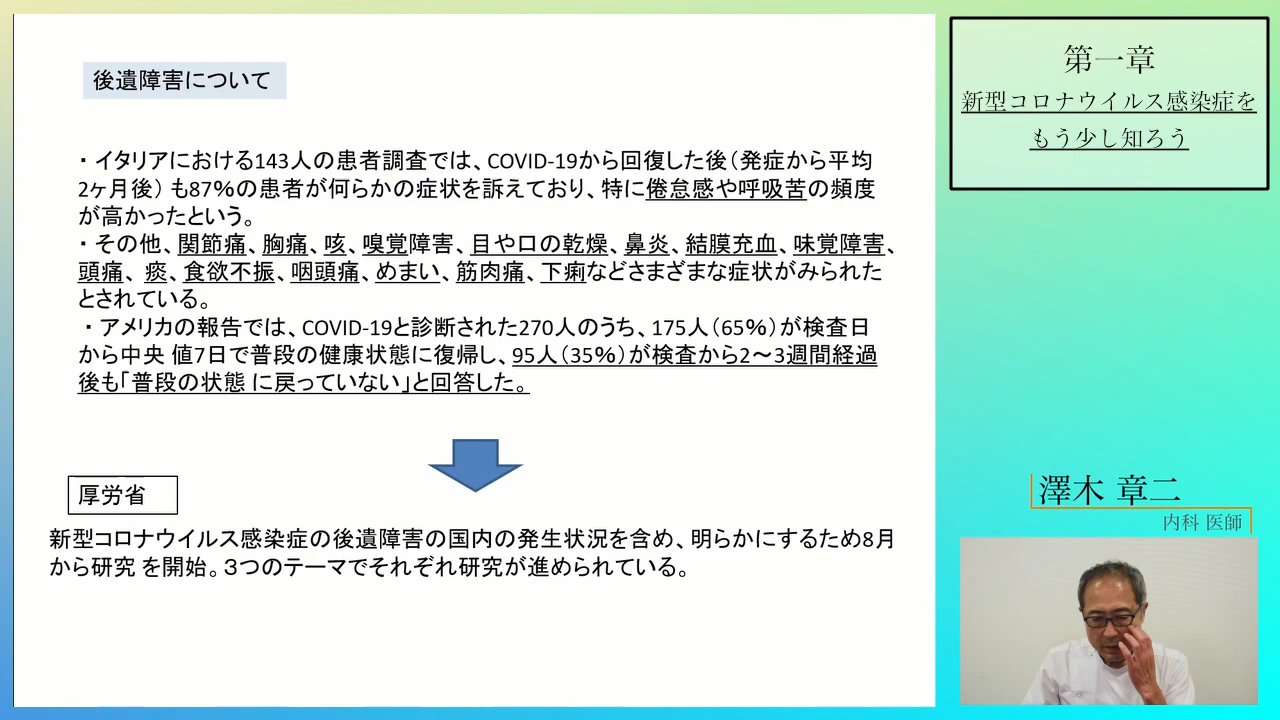 後遺障害について
・ イタリアにおける143人の患者調査では、COVID-19から回復した後（発症から平均
2ヶ月後） も87％の患者が何らかの症状を訴えており、特に倦怠感や呼吸苦の頻度
が高かったという。
・ その他、関節痛、胸痛、咳、嗅覚障害、目や口の乾燥、鼻炎、結膜充血、味覚障害、
頭痛、 痰、食欲不振、咽頭痛、めまい、筋肉痛、下痢などさまざまな症状がみられた
とされている。
・ アメリカの報告では、COVID-19と診断された270人のうち、175人（65％）が検査日
から中央 値7日で普段の健康状態に復帰し、95人（35％）が検査から2～3週間経過
後も「普段の状態 に戻っていない」と回答した。
厚労省
新型コロナウイルス感染症の後遺障害の国内の発生状況を含め、明らかにするため8月
から研究 を開始。３つのテーマでそれぞれ研究が進められている。
第一章
新型コロナウイルス感染症を
もう少し知ろう
澤木 章二
内科 医師